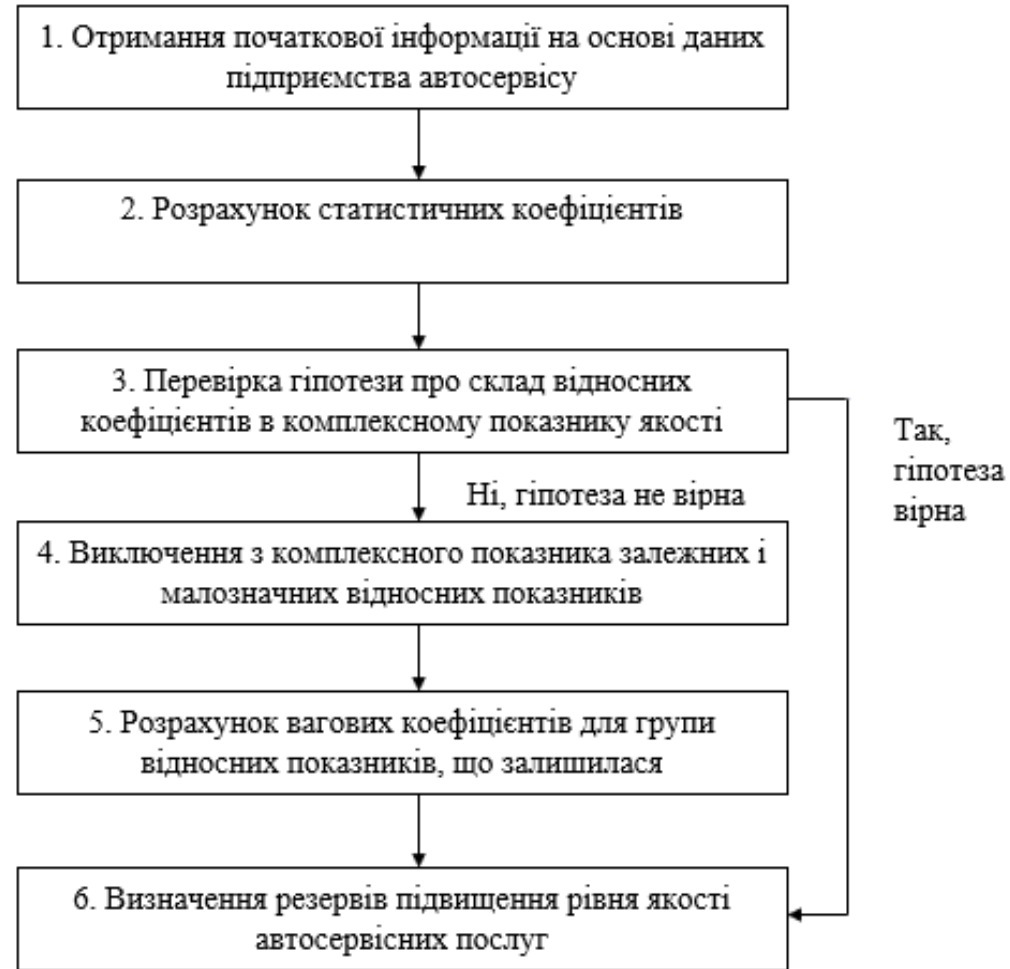 1. Отримання початкової інформації на основі даних
підприємства автосервісу
2. Розрахунок статистичних коефіцієнтів
3. Перевірка гіпотези про склад відносних
коефіцієнтів в комплексному показнику якості
Так,
гіпотеза
вірна
Ні, гіпотеза не вірна
4. Виключення з комплексного показника залежних і
малозначних відносних показників
5. Розрахунок вагових коефіцієнтів для групи
відносних показників, що залишилася
6. Визначення резервів підвищення рівня якості
автосервісних послуг